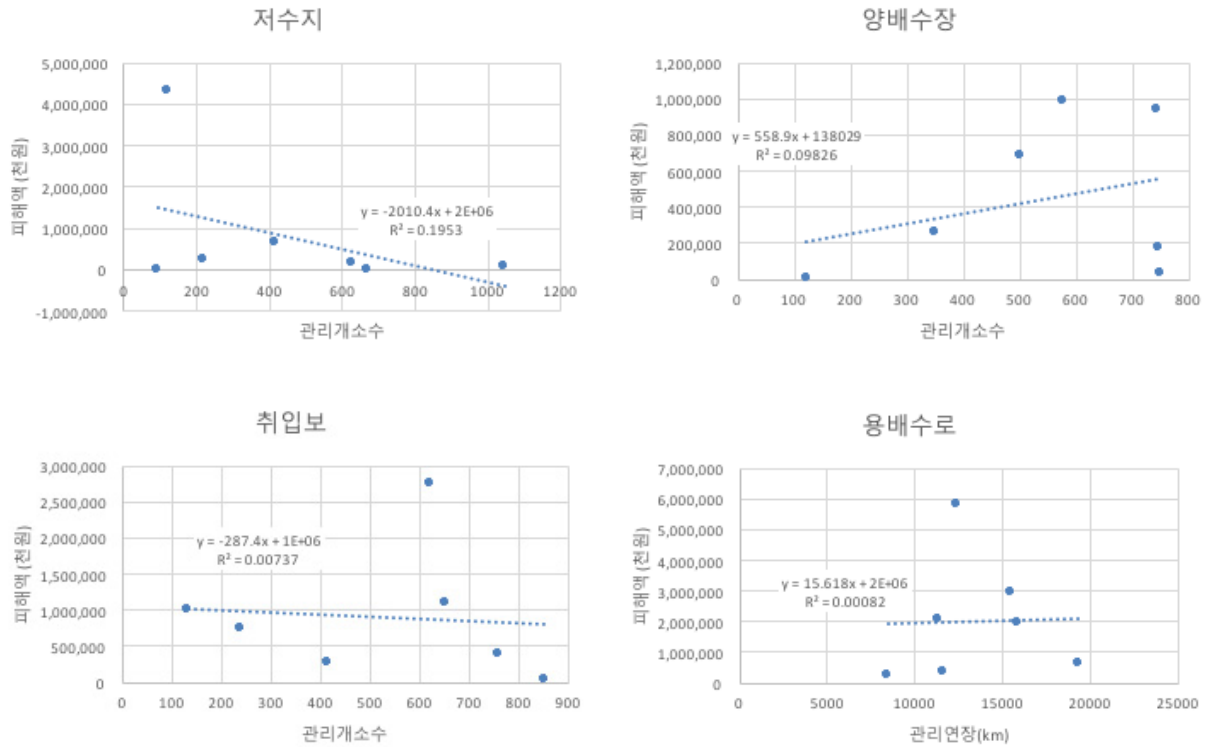 저수지
5,000,000
4,000,000
3,000,000
2,000,000
1,000,000
0
-1,000,000
피해액 (천원)
y = -2010.4x + 2E+06
R² = 0.1953
0 200 400 600 800 1000 1200
관리개소수
양배수장
1,200,000
1,000,000
800,000
600,000
400,000
200,000
0
피해액 (천원)
y = 558.9x + 138029
R² = 0.09826
0 100 200 300 400 500 600 700 800
관리개소수
취입보
3,000,000
2,500,000
2,000,000
1,500,000
1,000,000
500,000
0
피해액 (천원)
y = -287.4x + 1E+06
R² = 0.00737
0 100 200 300 400 500 600 700 800 900
관리개소수
용배수로
7,000,000
6,000,000
5,000,000
4,000,000
3,000,000
2,000,000
1,000,000
0
피해액 (천원)
y = 15.618x + 2E+06
R² = 0.00082
0 5000 10000 15000 20000 25000
관리연장(km)